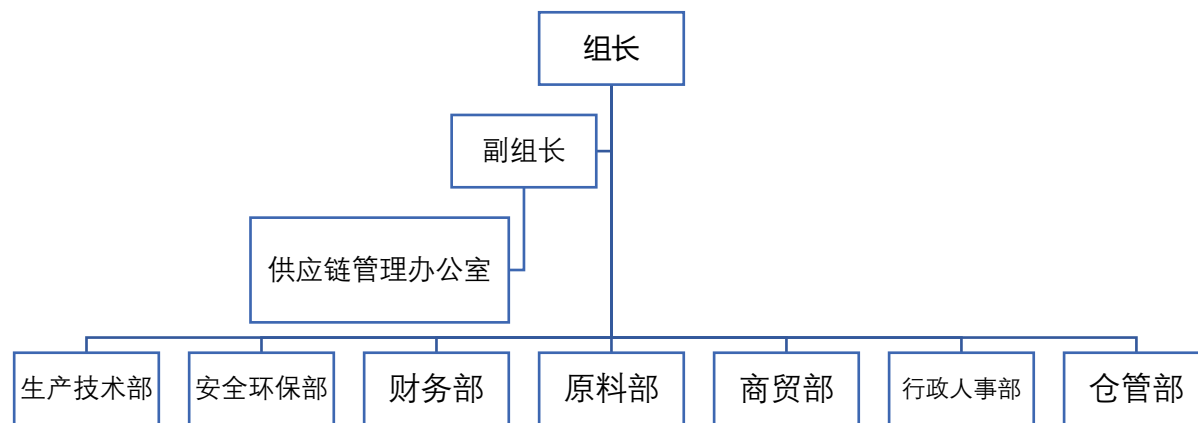 组长
副组长
供应链管理办公室
生产技术部
安全环保部
财务部
原料部
商贸部
行政人事部
仓管部